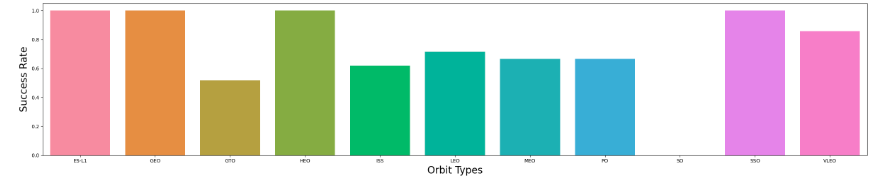 Success Rate
1.0
0.8
0.6
0.4
0.2
0.0
ES-L1 GEO GTO HEO ISS LEO MEO PO SO SSO VLEO
Orbit Types